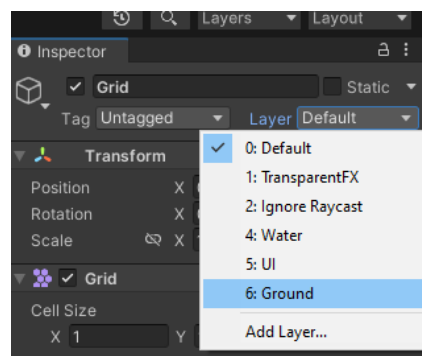 Layers Layout
Inspector
Grid Static
Tag Untagged Layer Default
0: Default
Transform
1: TransparentFX
Position X
2: Ignore Raycast
Rotation X
4: Water
Scale X
5: UI
Grid
6: Ground
Cell Size
Add Layer...
X 1 Y